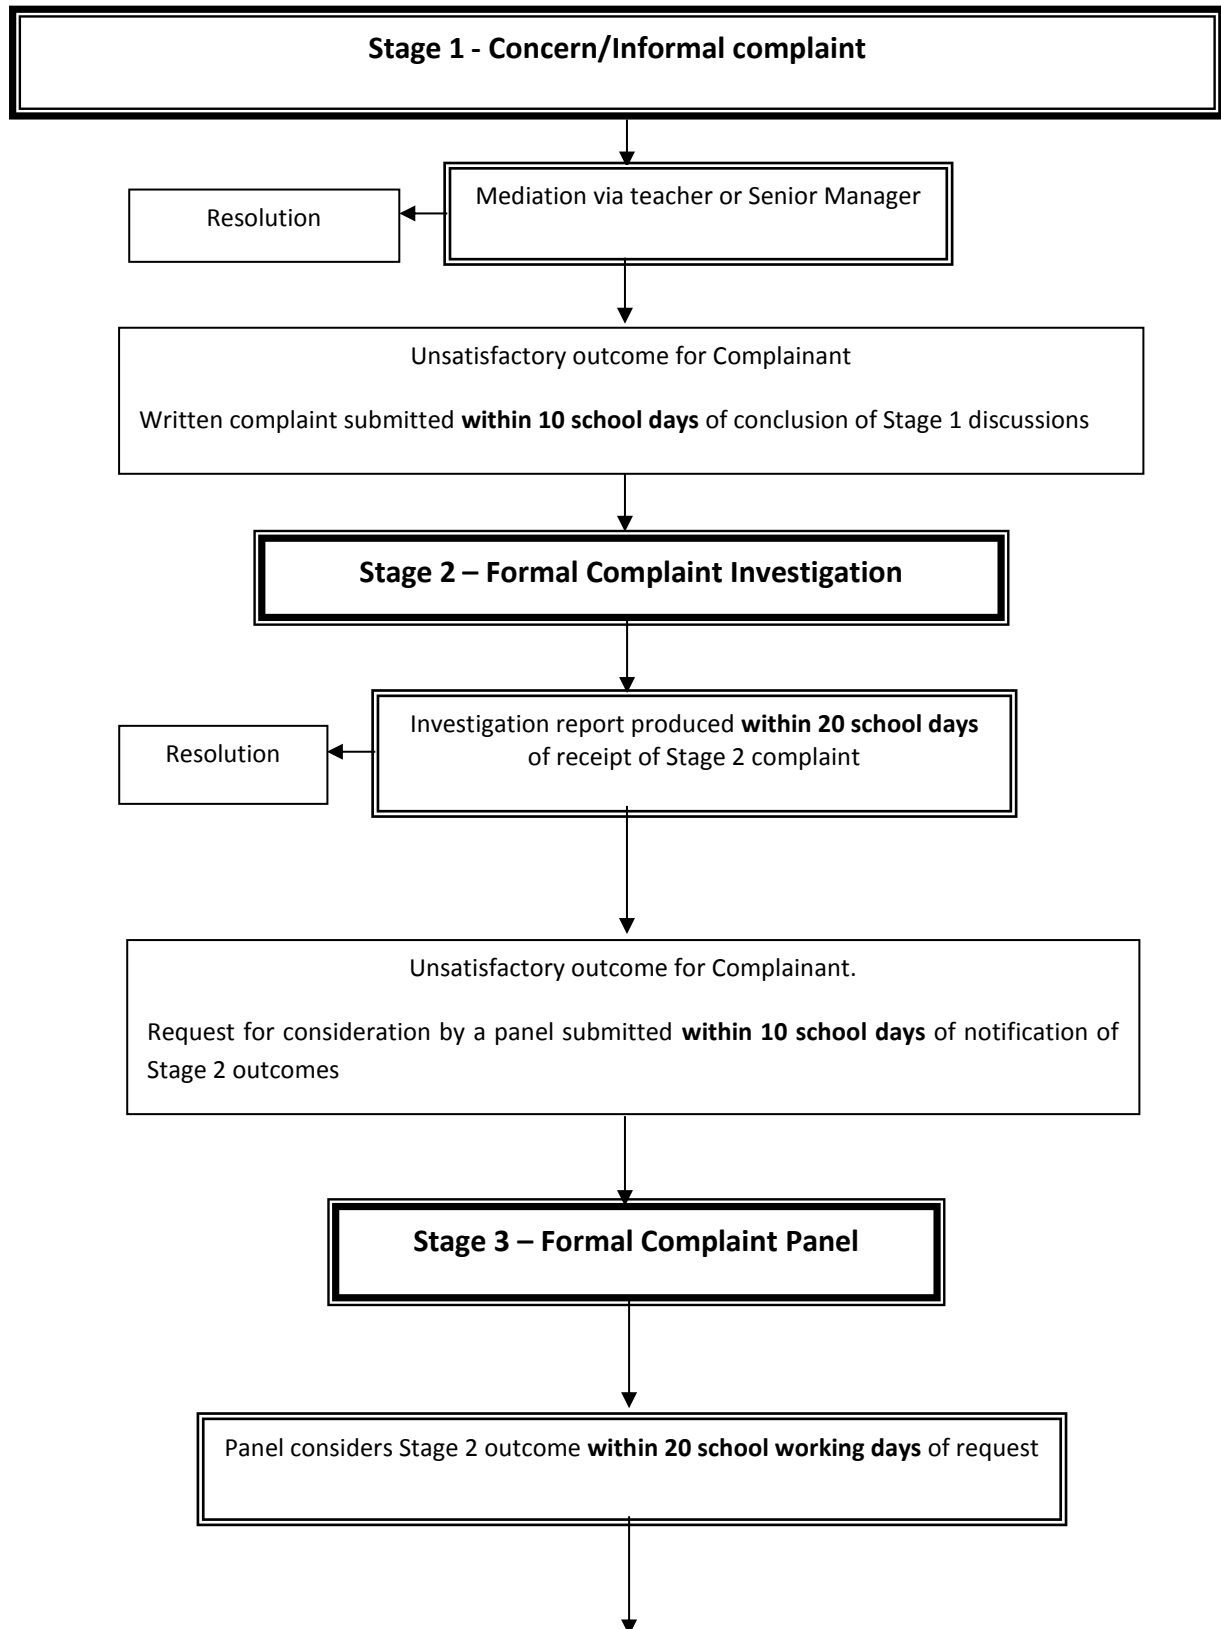 Stage 1 - Concern/Informal complaint
Mediation via teacher or Senior Manager
Resolution
Unsatisfactory outcome for Complainant
Written complaint submitted within 10 school days of conclusion of Stage 1 discussions
Stage 2 – Formal Complaint Investigation
Investigation report produced within 20 school days
of receipt of Stage 2 complaint
Resolution
Unsatisfactory outcome for Complainant.
Request for consideration by a panel submitted within 10 school days of notification of
Stage 2 outcomes
Stage 3 – Formal Complaint Panel
Panel considers Stage 2 outcome within 20 school working days of request